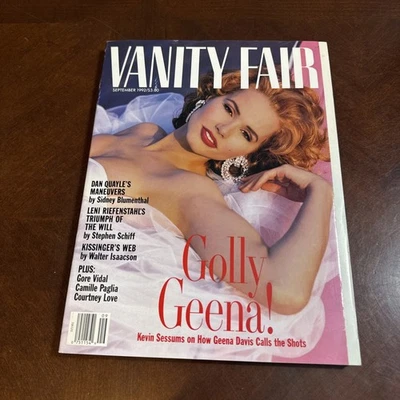 VANITY FAIR
SEPTEMBER 1992/$3.00
DAN QUAYLE'S
MANEUVERS
by Sidney Blumenthal
LENI RIEFENSTAHL'S
TRIUMPH OF
THE WILL
by Stephen Schiff
KISSINGER'S WEB
by Walter Isaacson
PLUS:
Gore Vidal
Camille Paglia
Courtney Love
Golly,
Geena!
Kevin Sessums on How Geena Davis Calls the Shots